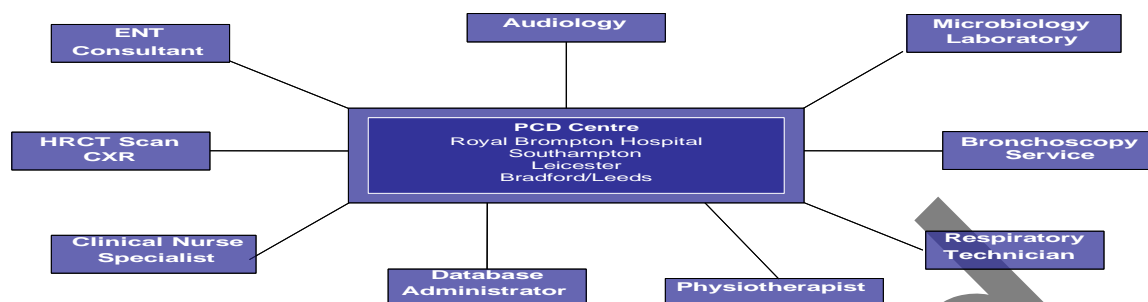 ENT
Consultant
Audiology
Microbiology
Laboratory
HRCT Scan
CXR
PCD Centre
Royal Brompton Hospital
Southampton
Leicester
Bradford/Leeds
Bronchoscopy
Service
Clinical Nurse
Specialist
Database
Administrator
Physiotherapist
Respiratory
Technician